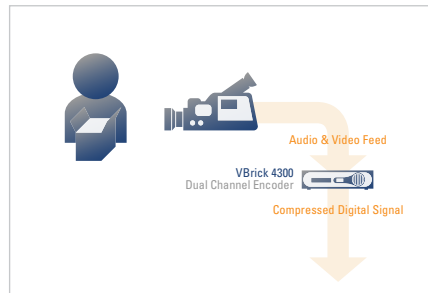 Audio & Video Feed
VBrick 4300
Dual Channel Encoder
Compressed Digital Signal